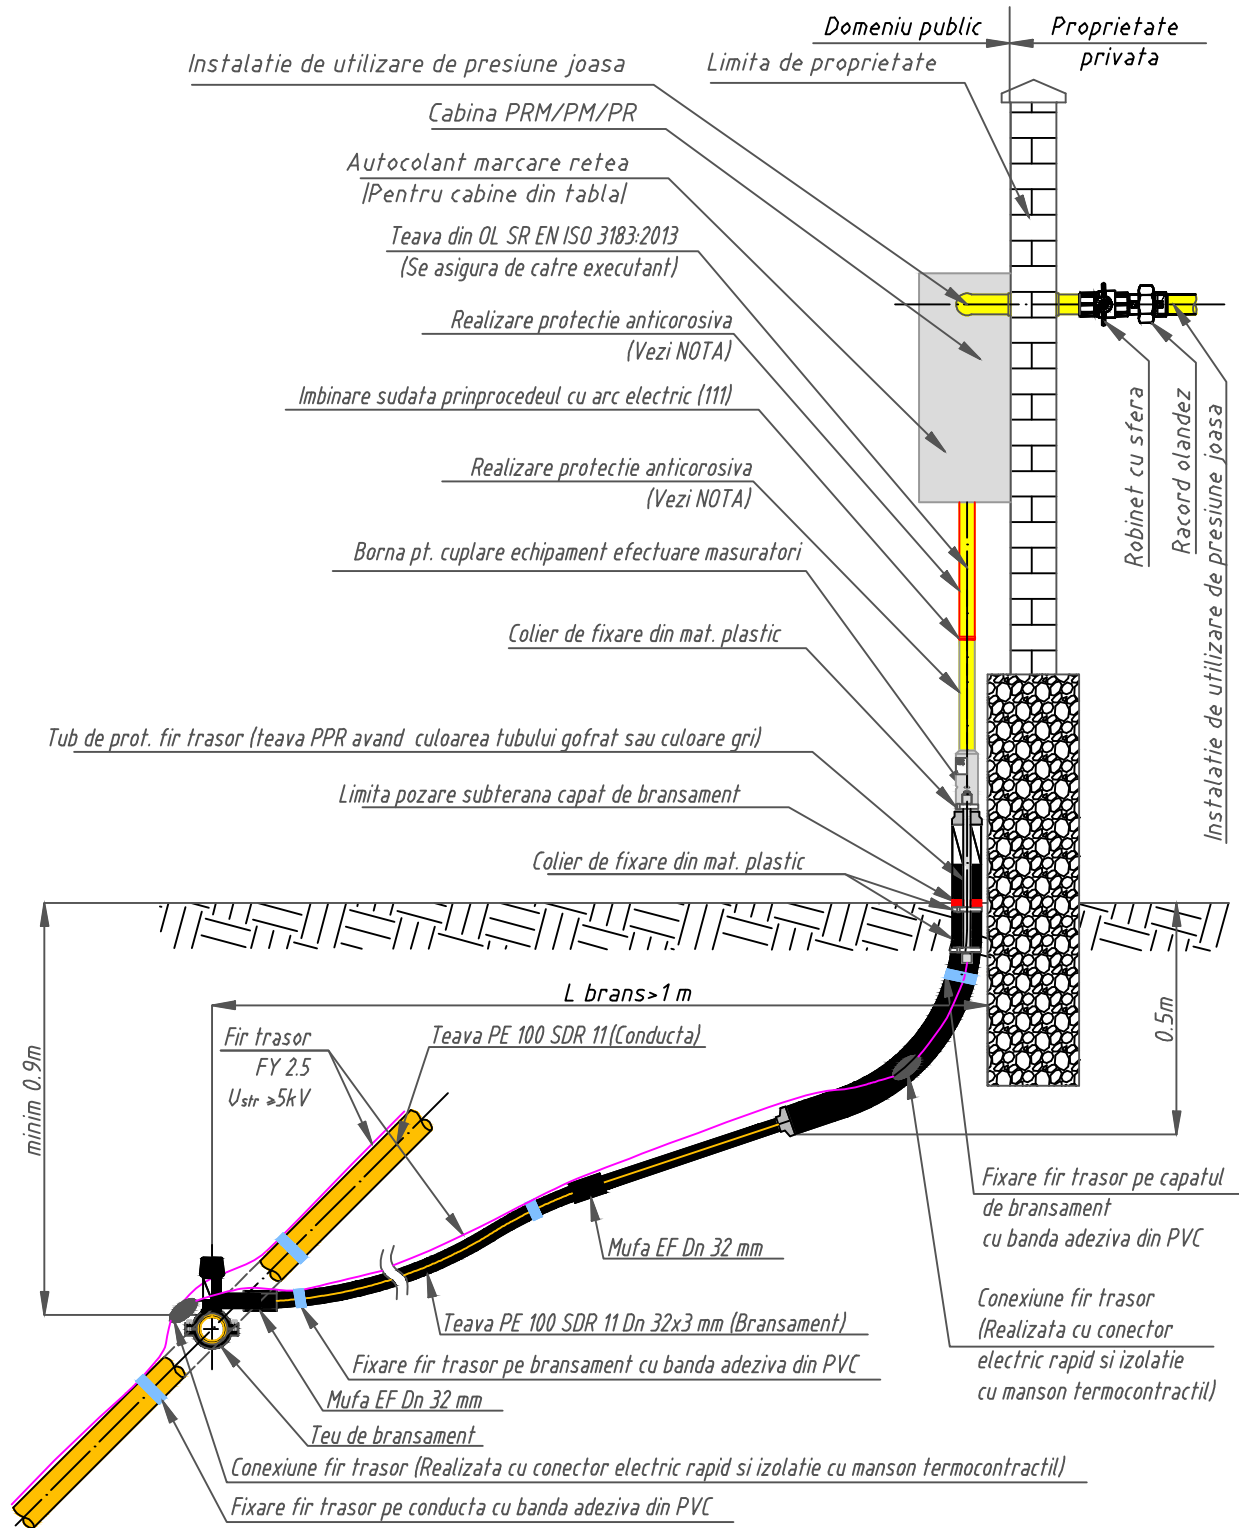 Domeniu public
Proprietate
privata
Instalatie de utilizare de presiune joasa
Limita de proprietate
Cabina PRM/PM/PR
Autocolant marcare retea
|Pentru cabine din tabla|
Teava din OL SR EN ISO 3183:2013
(Se asigura de catre executant)
Realizare protectie anticorosiva
(Vezi NOTA)
Imbinare sudata prinprocedeul cu arc electric (111)
Realizare protectie anticorosiva
(Vezi NOTA)
Borna pt. cuplare echipament efectuare masuratori
Colier de fixare din mat. plastic
Tub de prot. fir trasor (teava PPR avand culoarea tubului gofrat sau culoare gri)
Limita pozare subterana capat de bransament
Colier de fixare din mat. plastic
Robinet cu sfera
Racord olandez
Instalatie de utilizare de presiune joasa
L brans>1 m
minim 0.9m
0.5m
Fir trasor
FY 2.5
Ustr ≥5kV
Teava PE 100 SDR 11 (Conducta)
Mufa EF Dn 32 mm
Fixare fir trasor pe capatul
de bransament
cu banda adeziva din PVC
Conexiune fir trasor
(Realizata cu conector
electric rapid si izolatie
cu manson termocontractil)
Teava PE 100 SDR 11 Dn 32x3 mm (Bransament)
Fixare fir trasor pe bransament cu banda adeziva din PVC
Mufa EF Dn 32 mm
Teu de bransament
Conexiune fir trasor (Realizata cu conector electric rapid si izolatie cu manson termocontractil)
Fixare fir trasor pe conducta cu banda adeziva din PVC